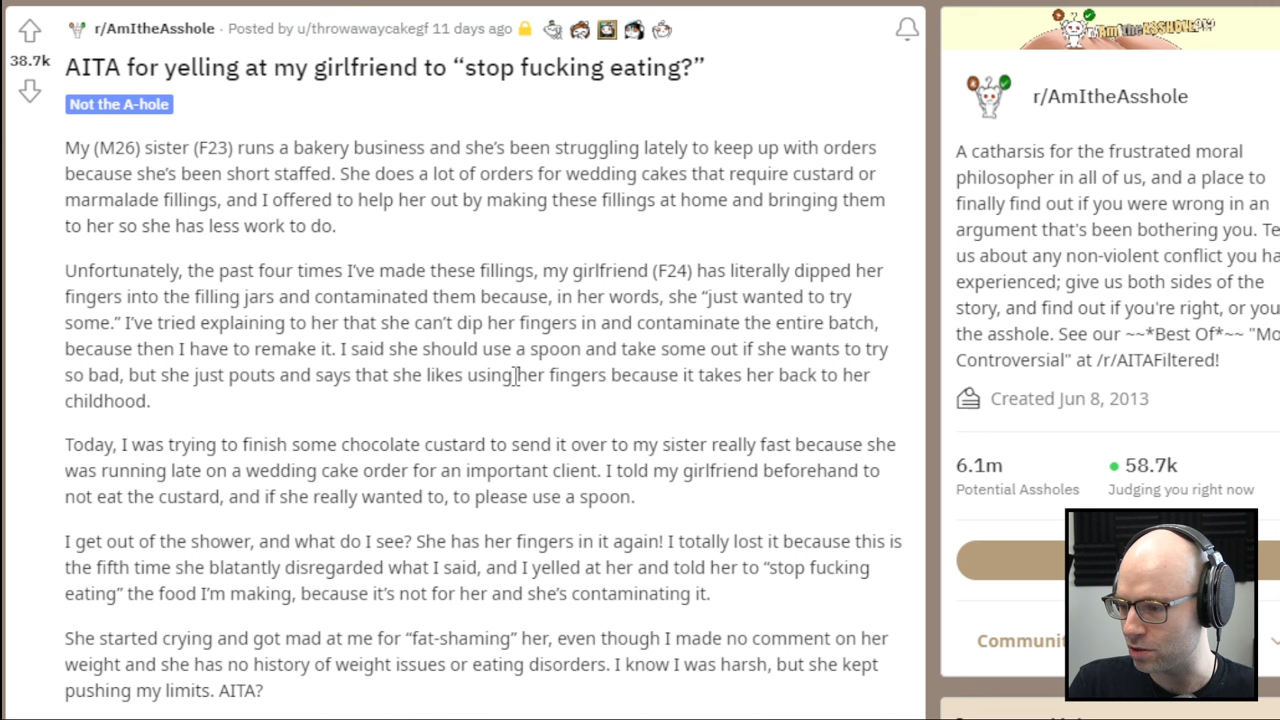 r/AmItheAsshole · Posted by u/throwawaycakegf 11 days ago
38.7k
AITA for yelling at my girlfriend to “stop fucking eating?”
Not the A-hole
My (M26) sister (F23) runs a bakery business and she’s been struggling lately to keep up with orders
because she’s been short staffed. She does a lot of orders for wedding cakes that require custard or
marmalade fillings, and I offered to help her out by making these fillings at home and bringing them
to her so she has less work to do.
Unfortunately, the past four times I’ve made these fillings, my girlfriend (F24) has literally dipped her
fingers into the filling jars and contaminated them because, in her words, she “just wanted to try
some.” I’ve tried explaining to her that she can’t dip her fingers in and contaminate the entire batch,
because then I have to remake it. I said she should use a spoon and take some out if she wants to try
so bad, but she just pouts and says that she likes using her fingers because it takes her back to her
childhood.
Today, I was trying to finish some chocolate custard to send it over to my sister really fast because she
was running late on a wedding cake order for an important client. I told my girlfriend beforehand to
not eat the custard, and if she really wanted to, to please use a spoon.
I get out of the shower, and what do I see? She has her fingers in it again! I totally lost it because this is
the fifth time she blatantly disregarded what I said, and I yelled at her and told her to “stop fucking
eating” the food I’m making, because it’s not for her and she’s contaminating it.
She started crying and got mad at me for “fat-shaming” her, even though I made no comment on her
weight and she has no history of weight issues or eating disorders. I know I was harsh, but she kept
pushing my limits. AITA?
r/AmItheAsshole
A catharsis for the frustrated moral
philosopher in all of us, and a place to
finally find out if you were wrong in an
argument that's been bothering you. Te
us about any non-violent conflict you ha
experienced; give us both sides of the
story, and find out if you're right, or you
the asshole. See our ~~*Best Of*~~ "Mo
Controversial" at /r/AITAFiltered!
Created Jun 8, 2013
6.1m 58.7k
Potential Assholes Judging you right now
Communit